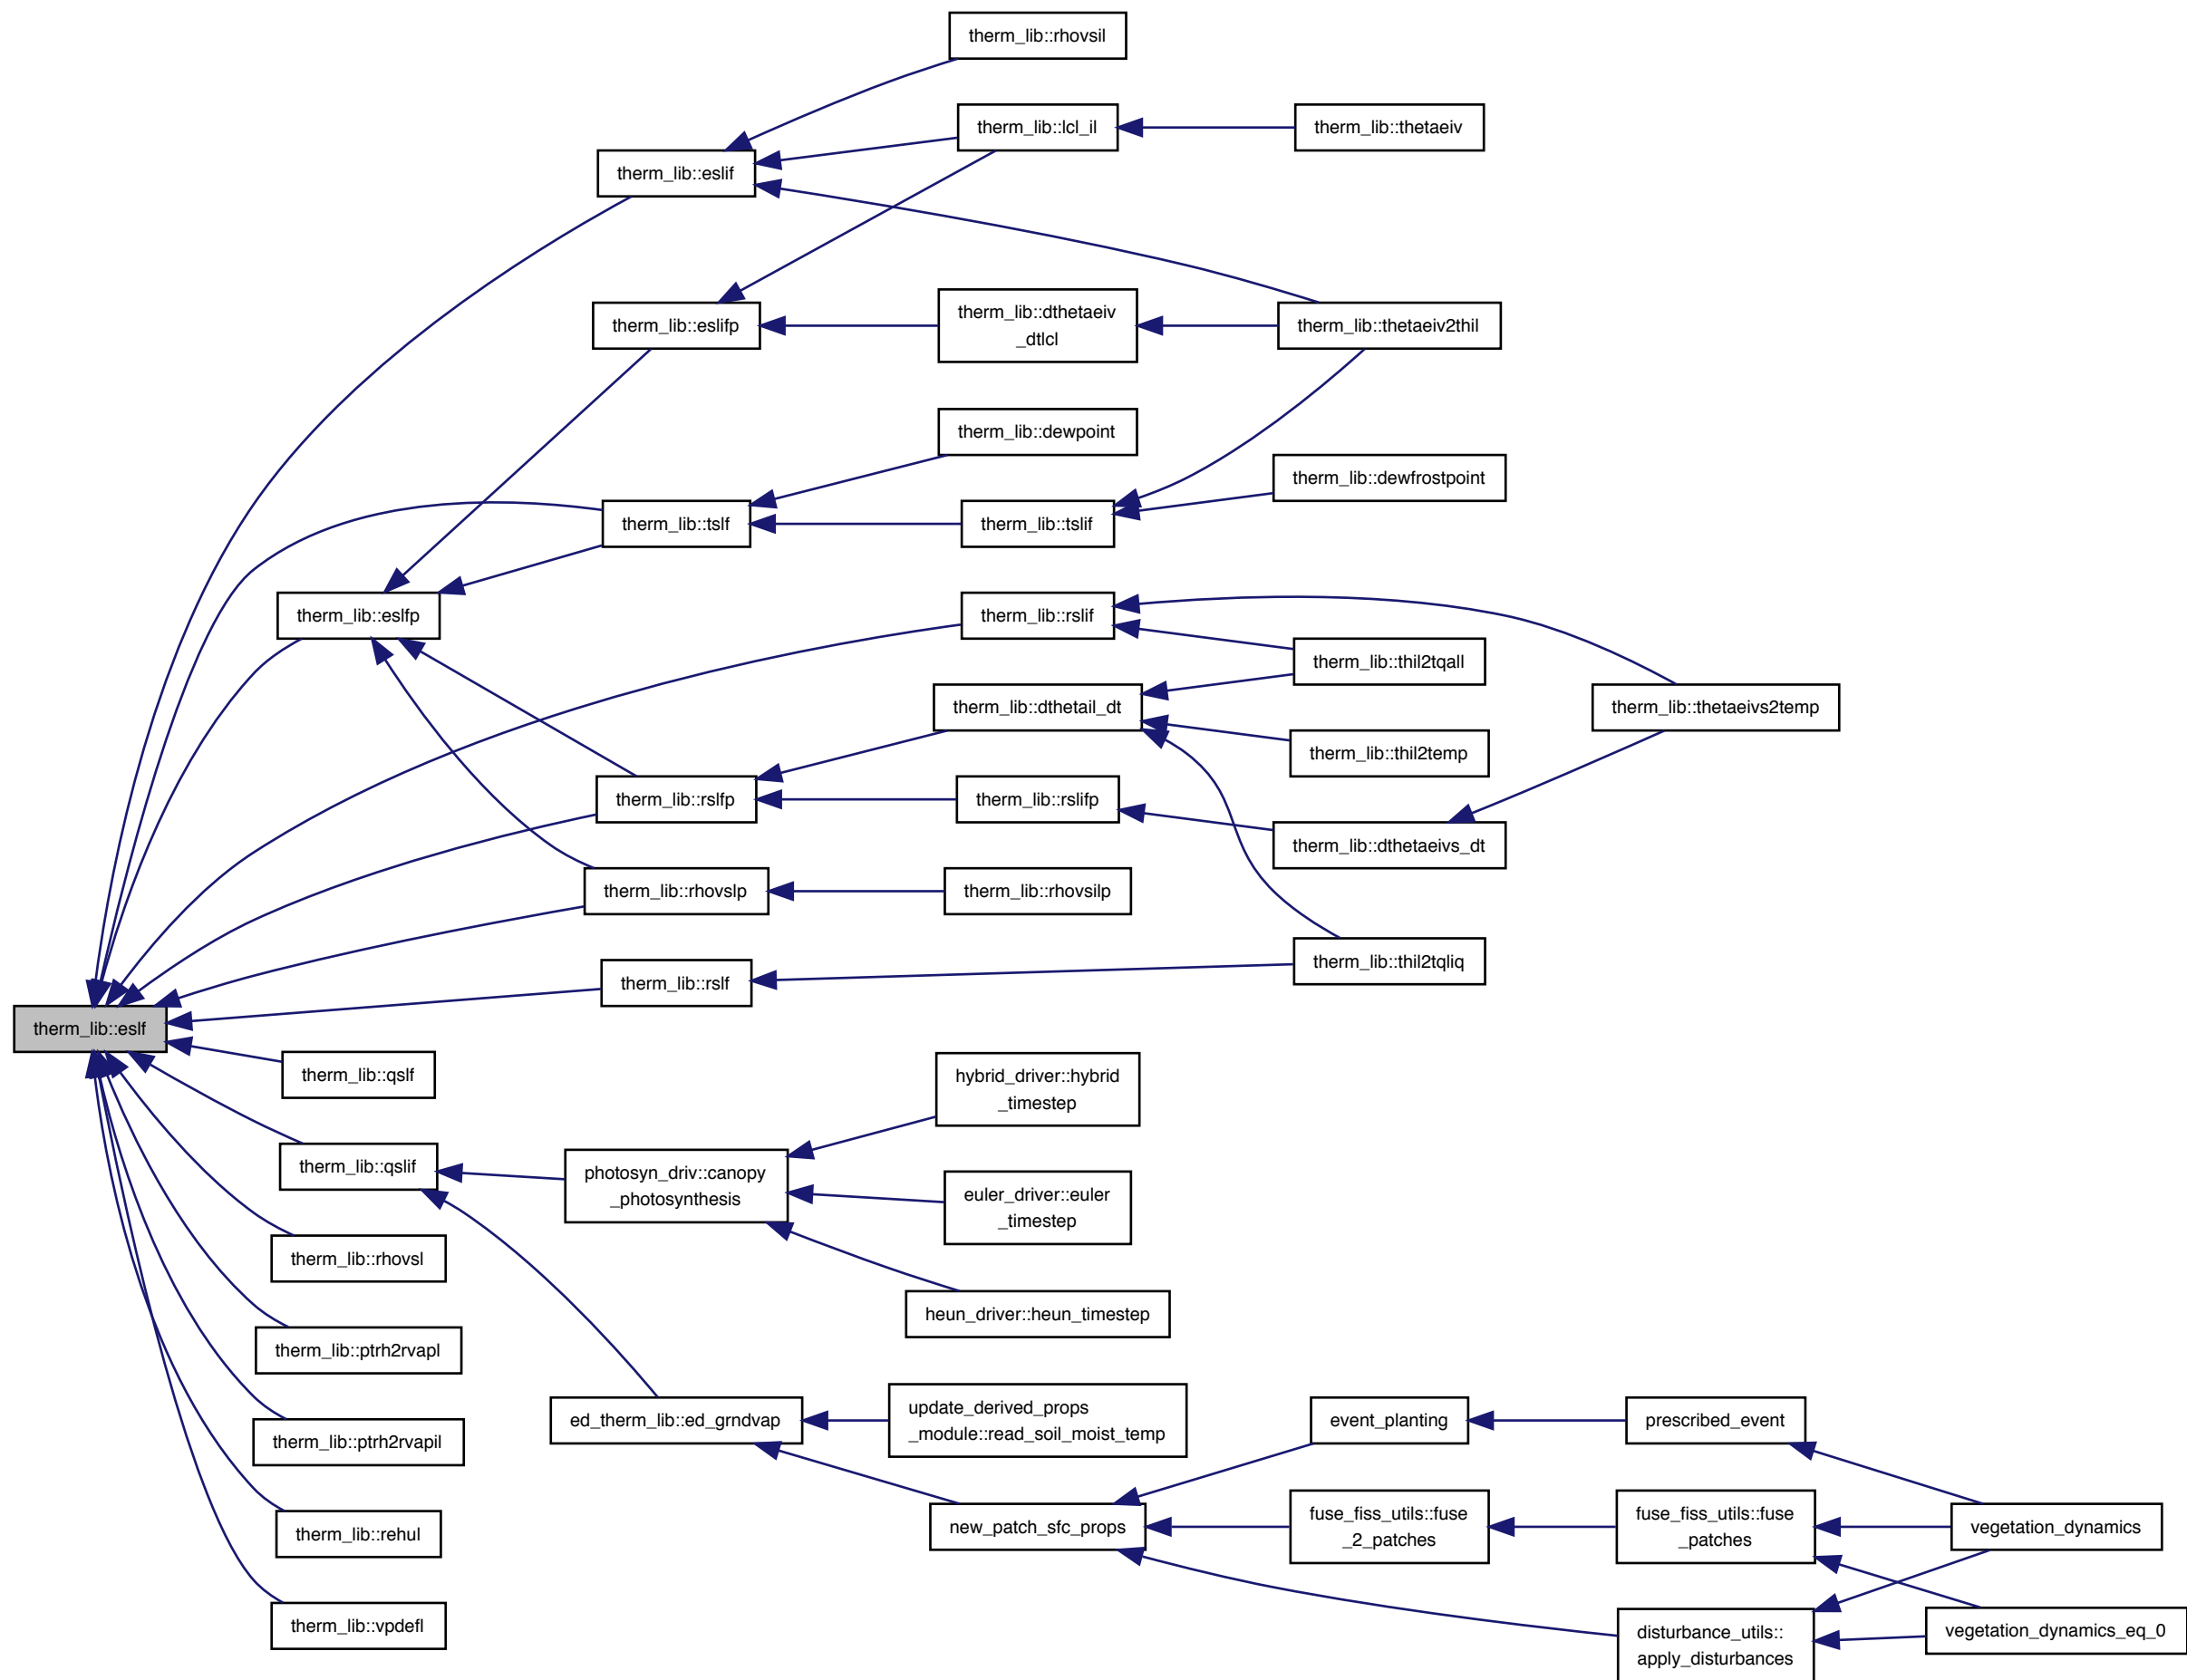 therm_lib::rhovsil
therm_lib::lcl_il
therm_lib::thetaeiv
therm_lib::eslif
therm_lib::eslifp
therm_lib::dthetaeiv
_dtlcl
therm_lib::thetaeiv2thil
therm_lib::dewpoint
therm_lib::dewfrostpoint
therm_lib::tslf
therm_lib::tslif
therm_lib::eslfp
therm_lib::rslif
therm_lib::thil2tqall
therm_lib::dthetail_dt
therm_lib::thetaeivs2temp
therm_lib::thil2temp
therm_lib::rslfp
therm_lib::rslifp
therm_lib::dthetaeivs_dt
therm_lib::rhovslp
therm_lib::rhovsilp
therm_lib::thil2tqliq
therm_lib::rslf
therm_lib::eslf
therm_lib::qslf
hybrid_driver::hybrid
_timestep
therm_lib::qslif
photosyn_driv::canopy
_photosynthesis
euler_driver::euler
_timestep
therm_lib::rhovsl
heun_driver::heun_timestep
therm_lib::ptrh2rvapl
ed_therm_lib::ed_grndvap
update_derived_props
_module::read_soil_moist_temp
event_planting
prescribed_event
therm_lib::ptrh2rvapil
therm_lib::rehul
new_patch_sfc_props
fuse_fiss_utils::fuse
_2_patches
fuse_fiss_utils::fuse
_patches
vegetation_dynamics
therm_lib::vpdefl
disturbance_utils::
apply_disturbances
vegetation_dynamics_eq_0